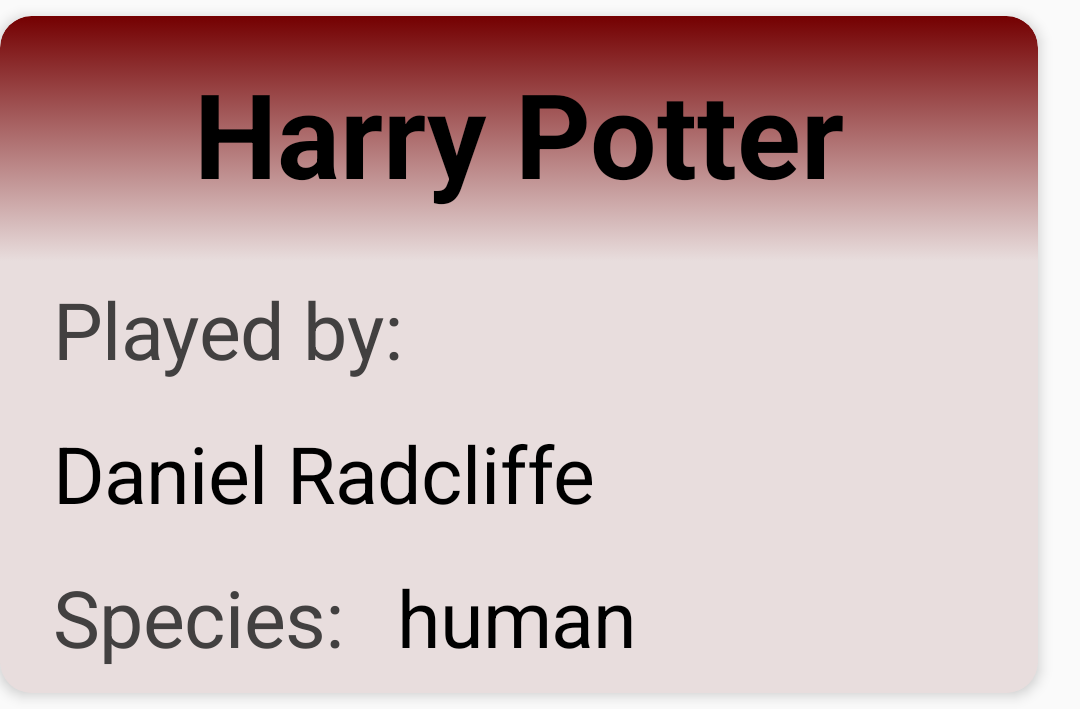 Harry Potter
Played by:
Daniel Radcliffe
Species: human